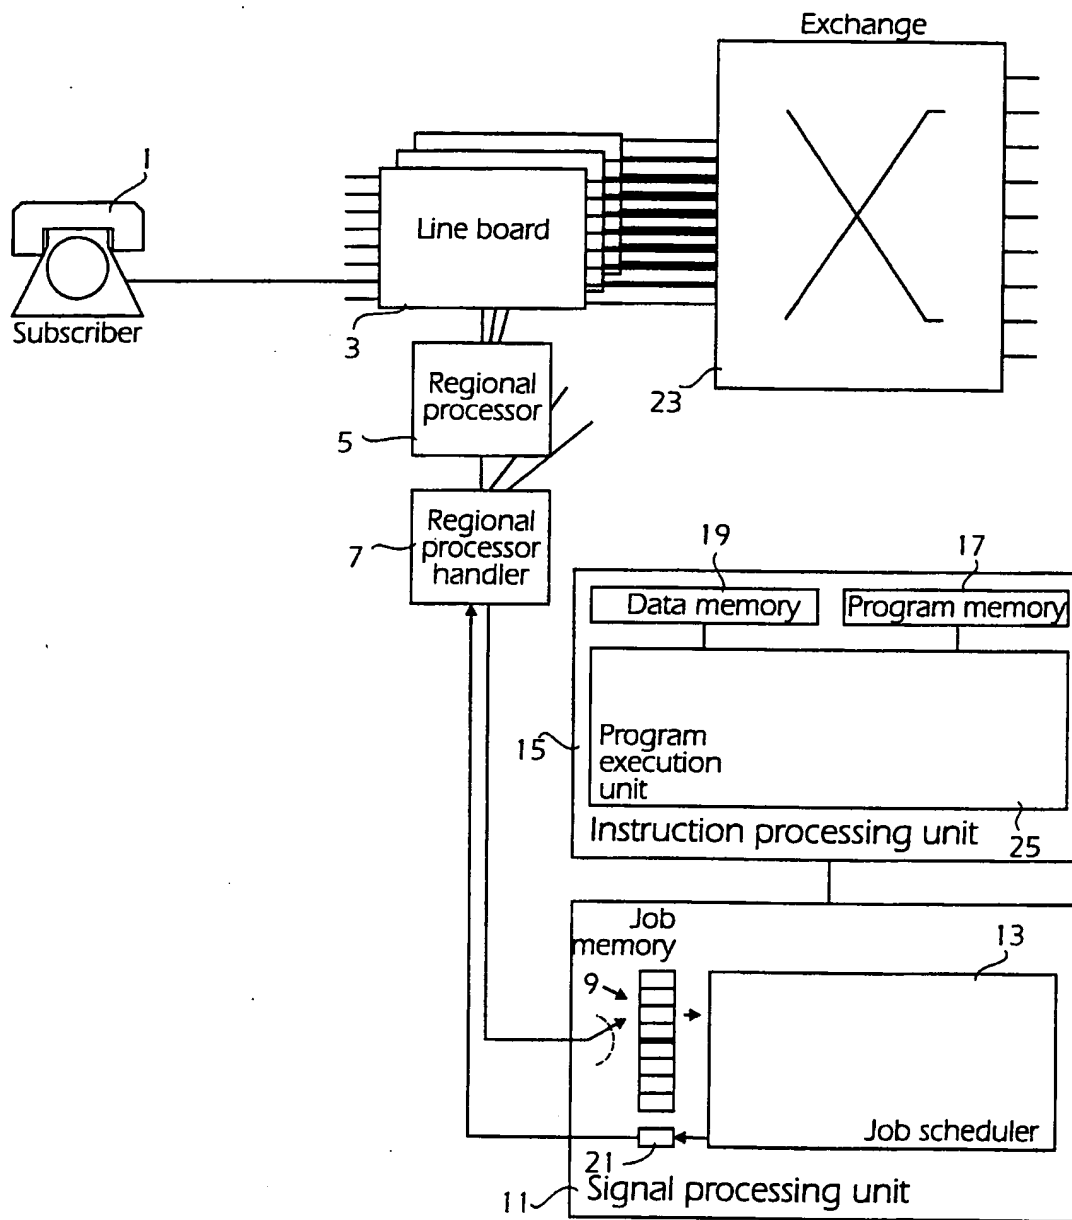 Exchange
1
Line board
Subscriber
3
23
Regional
processor
5
Regional
processor
handler
7
19
17
Data memory
Program memory
15
Program
execution
unit
Instruction processing unit
25
Job
memory
13
9
Job scheduler
21
11
Signal processing unit